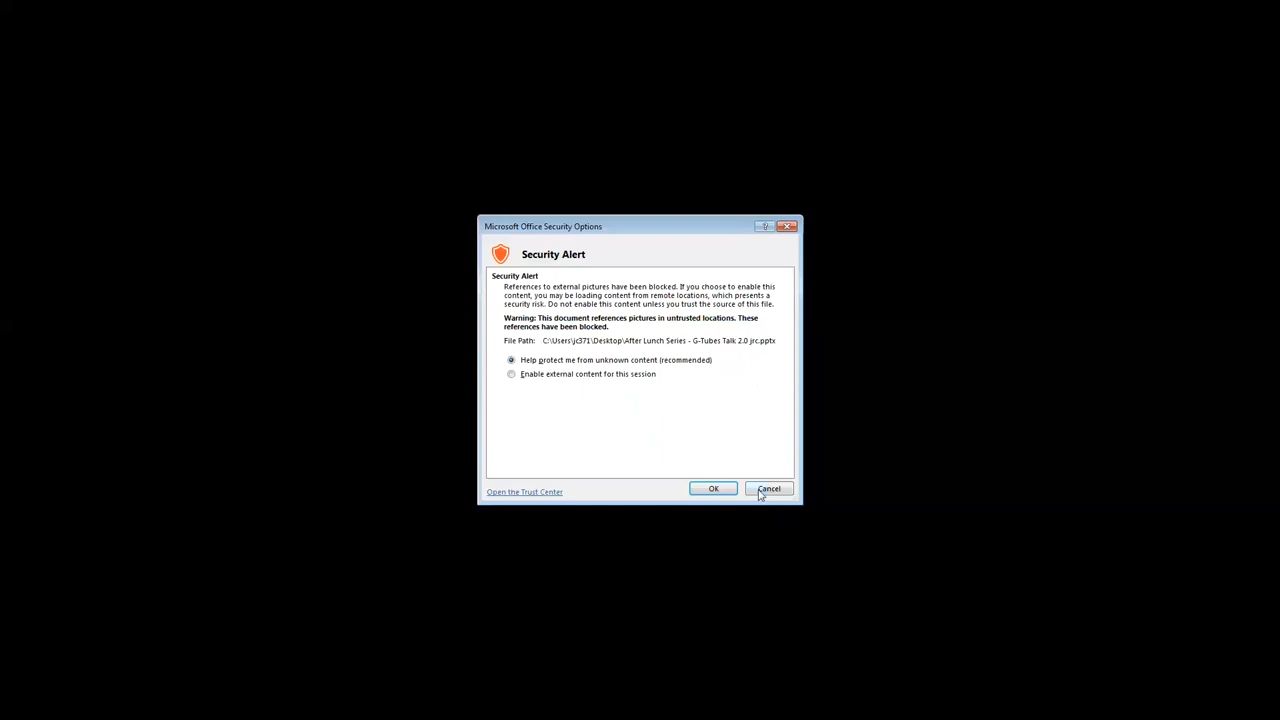 Microsoft Office Security Options
?
Security Alert
Security Alert
References to external pictures have been blocked. If you choose to enable this
content, you may be loading content from remote locations, which presents a
security risk. Do not enable this content unless you trust the source of this file.
Warning: This document references pictures in untrusted locations. These
references have been blocked.
File Path: C:\Users\jc371\Desktop\After Lunch Series - G-Tubes Talk 2.0 jrc.pptx
Help protect me from unknown content (recommended)
Enable external content for this session
Open the Trust Center
OK
Cancel